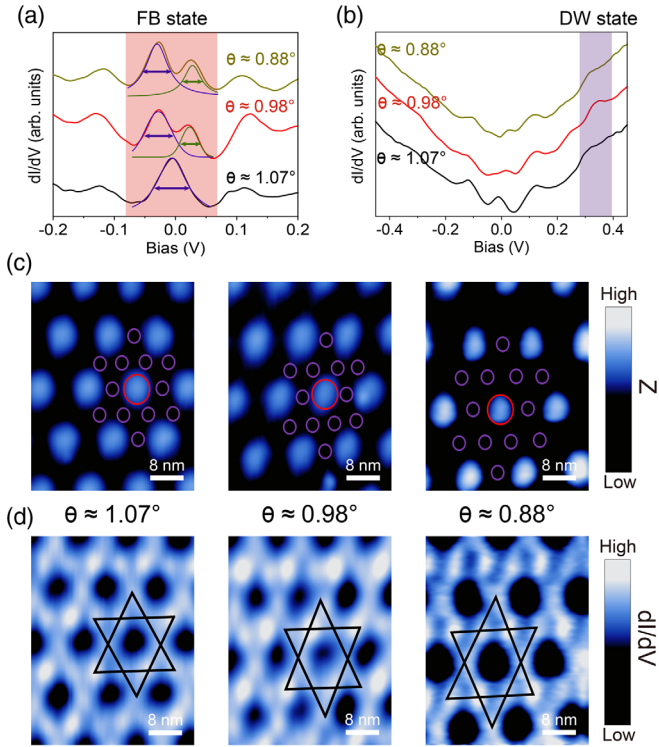 (a)
FB state
dI/dV (arb. units)
θ ≈ 0.88°
θ ≈ 0.98°
θ ≈ 1.07°
-0.2 -0.1 0.0 0.1 0.2
Bias (V)
(b)
DW state
dI/dV (arb. units)
θ ≈ 0.88°
θ ≈ 0.98°
θ ≈ 1.07°
-0.4 -0.2 0.0 0.2 0.4
Bias (V)
(c)
8 nm
8 nm
8 nm
High
Z
Low
θ ≈ 1.07°
θ ≈ 0.98°
θ ≈ 0.88°
(d)
8 nm
8 nm
8 nm
High
dI/dV
Low